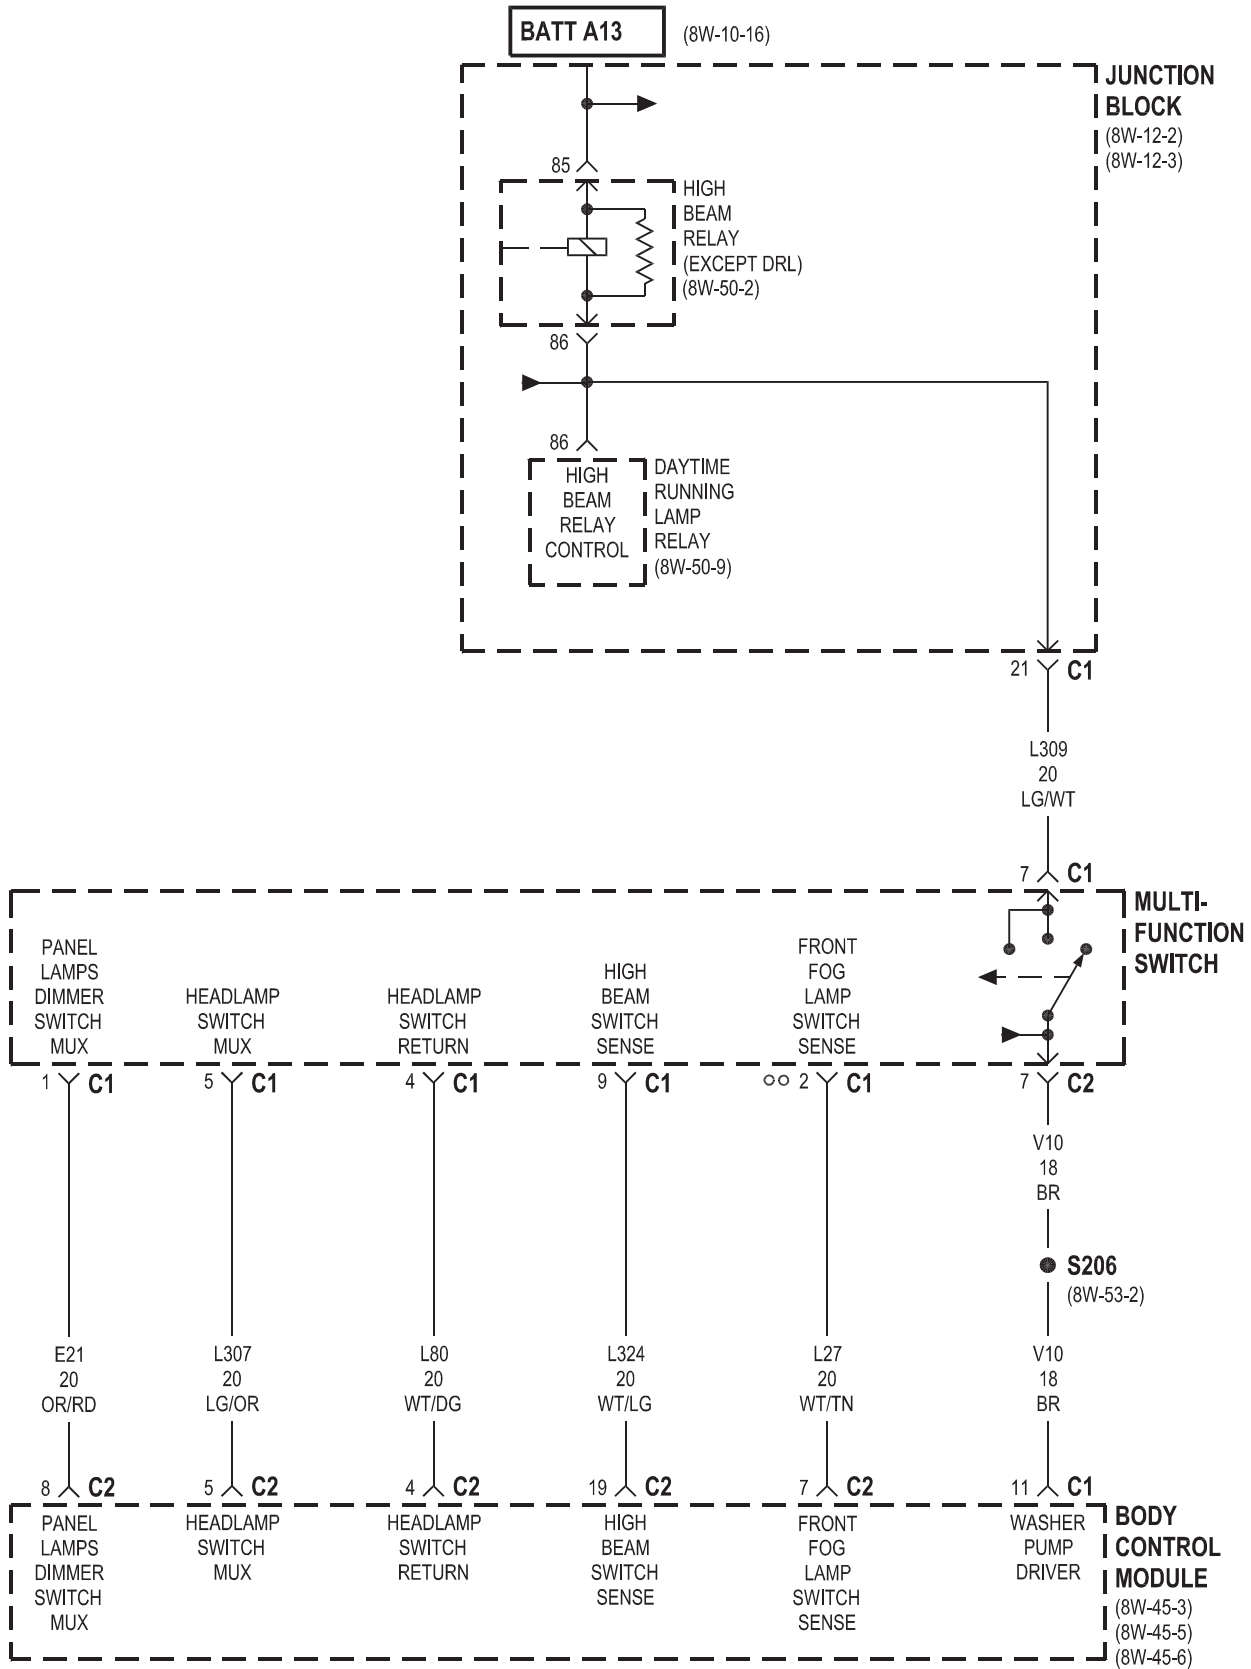 BATT A13
(8W-10-16)
JUNCTION
BLOCK
(8W-12-2)
(8W-12-3)
85
HIGH
BEAM
RELAY
(EXCEPT DRL)
(8W-50-2)
86
86
HIGH
BEAM
RELAY
CONTROL
DAYTIME
RUNNING
LAMP
RELAY
(8W-50-9)
21 C1
L309
20
LG/WT
7 C1
MULTI-
FUNCTION
SWITCH
PANEL
LAMPS
DIMMER
SWITCH
MUX
HEADLAMP
SWITCH
MUX
HEADLAMP
SWITCH
RETURN
HIGH
BEAM
SWITCH
SENSE
FRONT
FOG
LAMP
SWITCH
SENSE
1 C1
5 C1
4 C1
9 C1
2 C1
7 C2
V10
18
BR
S206
(8W-53-2)
E21
20
OR/RD
L307
20
LG/OR
L80
20
WT/DG
L324
20
WT/LG
L27
20
WT/TN
V10
18
BR
8 C2
5 C2
4 C2
19 C2
7 C2
11 C1
PANEL
LAMPS
DIMMER
SWITCH
MUX
HEADLAMP
SWITCH
MUX
HEADLAMP
SWITCH
RETURN
HIGH
BEAM
SWITCH
SENSE
FRONT
FOG
LAMP
SWITCH
SENSE
WASHER
PUMP
DRIVER
BODY
CONTROL
MODULE
(8W-45-3)
(8W-45-5)
(8W-45-6)